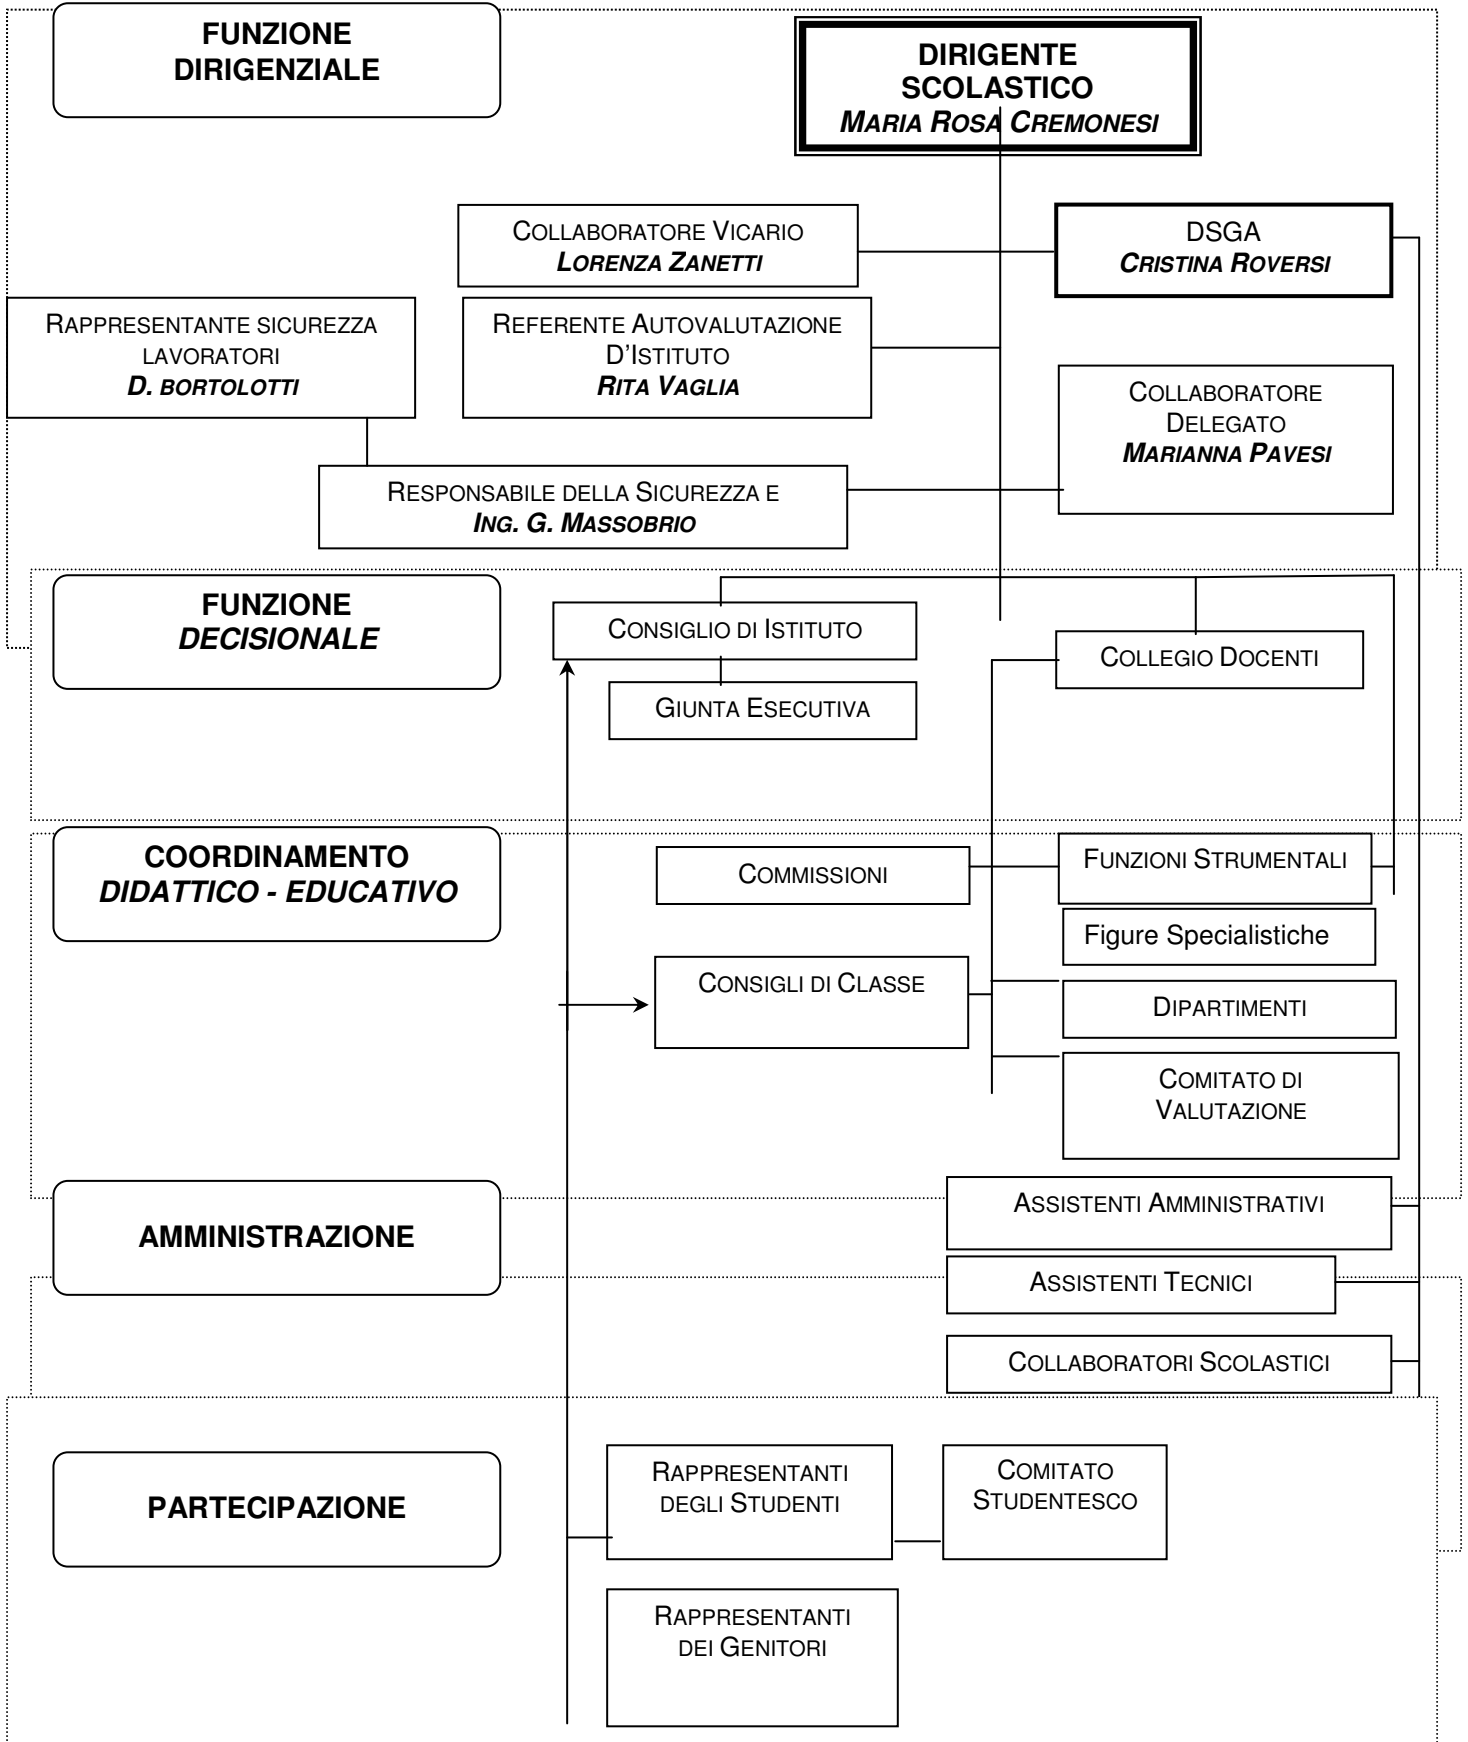 FUNZIONE
DIRIGENZIALE
DIRIGENTE
SCOLASTICO
MARIA ROSA CREMONESI
COLLABORATORE VICARIO
LORENZA ZANETTI
DSGA
CRISTINA ROVERSI
RAPPRESENTANTE SICUREZZA
LAVORATORI
D. BORTOLOTTI
REFERENTE AUTOVALUTAZIONE
D'ISTITUTO
RITA VAGLIA
COLLABORATORE
DELEGATO
MARIANNA PAVESI
RESPONSABILE DELLA SICUREZZA E
ING. G. MASSOBRIO
FUNZIONE
DECISIONALE
CONSIGLIO DI ISTITUTO
COLLEGIO DOCENTI
GIUNTA ESECUTIVA
COORDINAMENTO
DIDATTICO - EDUCATIVO
COMMISSIONI
FUNZIONI STRUMENTALI
Figure Specialistiche
CONSIGLI DI CLASSE
DIPARTIMENTI
COMITATO DI
VALUTAZIONE
AMMINISTRAZIONE
ASSISTENTI AMMINISTRATIVI
ASSISTENTI TECNICI
COLLABORATORI SCOLASTICI
PARTECIPAZIONE
RAPPRESENTANTI
DEGLI STUDENTI
COMITATO
STUDENTESCO
RAPPRESENTANTI
DEI GENITORI